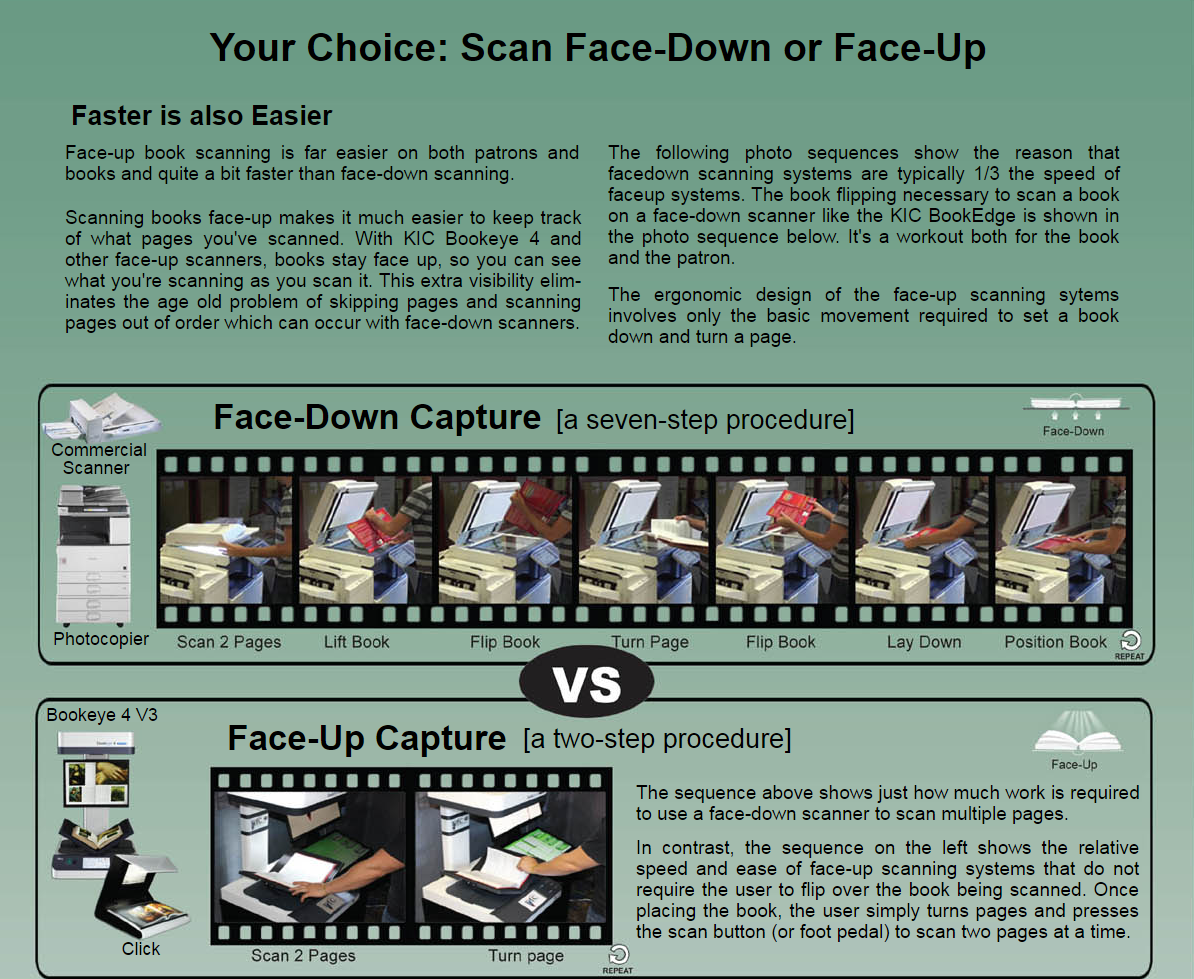 Your Choice: Scan Face-Down or Face-Up
Faster is also Easier
Face-up book scanning is far easier on both patrons and
books and quite a bit faster than face-down scanning.
Scanning books face-up makes it much easier to keep track
of what pages you've scanned. With KIC Bookeye 4 and
other face-up scanners, books stay face up, so you can see
what you're scanning as you scan it. This extra visibility elim-
inates the age old problem of skipping pages and scanning
pages out of order which can occur with face-down scanners.
The following photo sequences show the reason that
facedown scanning systems are typically 1/3 the speed of
faceup systems. The book flipping necessary to scan a book
on a face-down scanner like the KIC BookEdge is shown in
the photo sequence below. It's a workout both for the book
and the patron.
The ergonomic design of the face-up scanning sytems
involves only the basic movement required to set a book
down and turn a page.
Face-Down Capture [a seven-step procedure]
Face-Down
Commercial
Scanner
Photocopier
Scan 2 Pages
Lift Book
Flip Book
Turn Page
Flip Book
Lay Down
Position Book
REPEAT
VS
Bookeye 4 V3
Face-Up Capture [a two-step procedure]
Face-Up
Click
Scan 2 Pages
Turn page
REPEAT
The sequence above shows just how much work is required
to use a face-down scanner to scan multiple pages.
In contrast, the sequence on the left shows the relative
speed and ease of face-up scanning systems that do not
require the user to flip over the book being scanned. Once
placing the book, the user simply turns pages and presses
the scan button (or foot pedal) to scan two pages at a time.